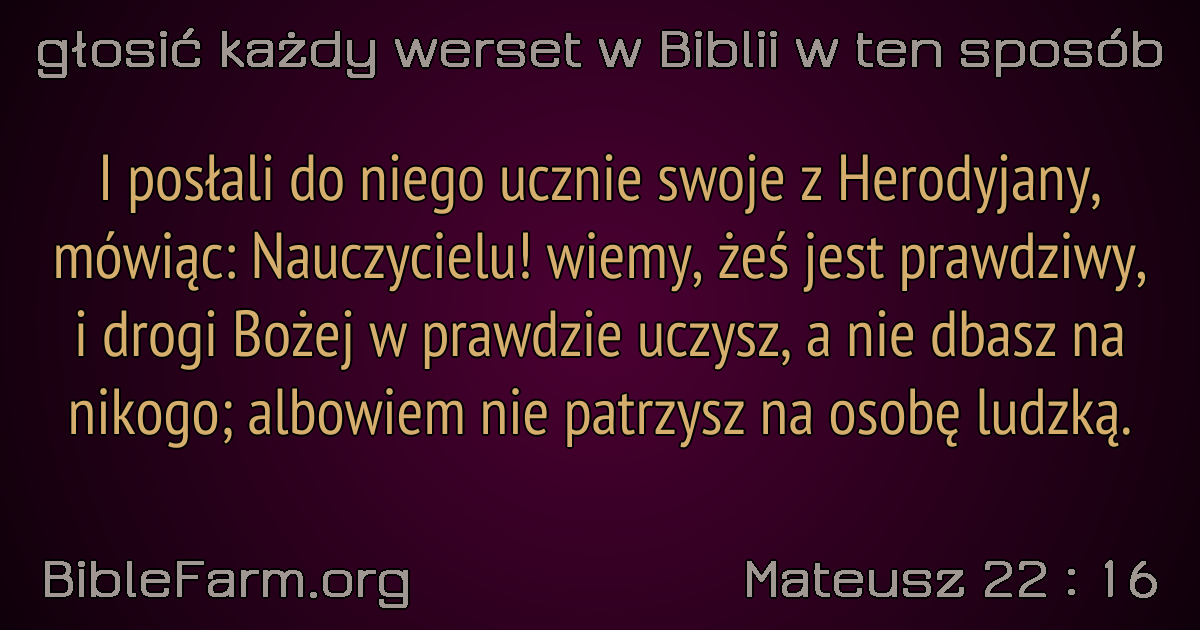 głosić każdy werset w Biblii w ten sposób
I posłali do niego ucznie swoje z Herodyjany,
mówiąc: Nauczycielu! wiemy, żeś jest prawdziwy,
i drogi Bożej w prawdzie uczysz, a nie dbasz na
nikogo; albowiem nie patrzysz na osobę ludzką.
BibleFarm.org
Mateusz 22 : 16